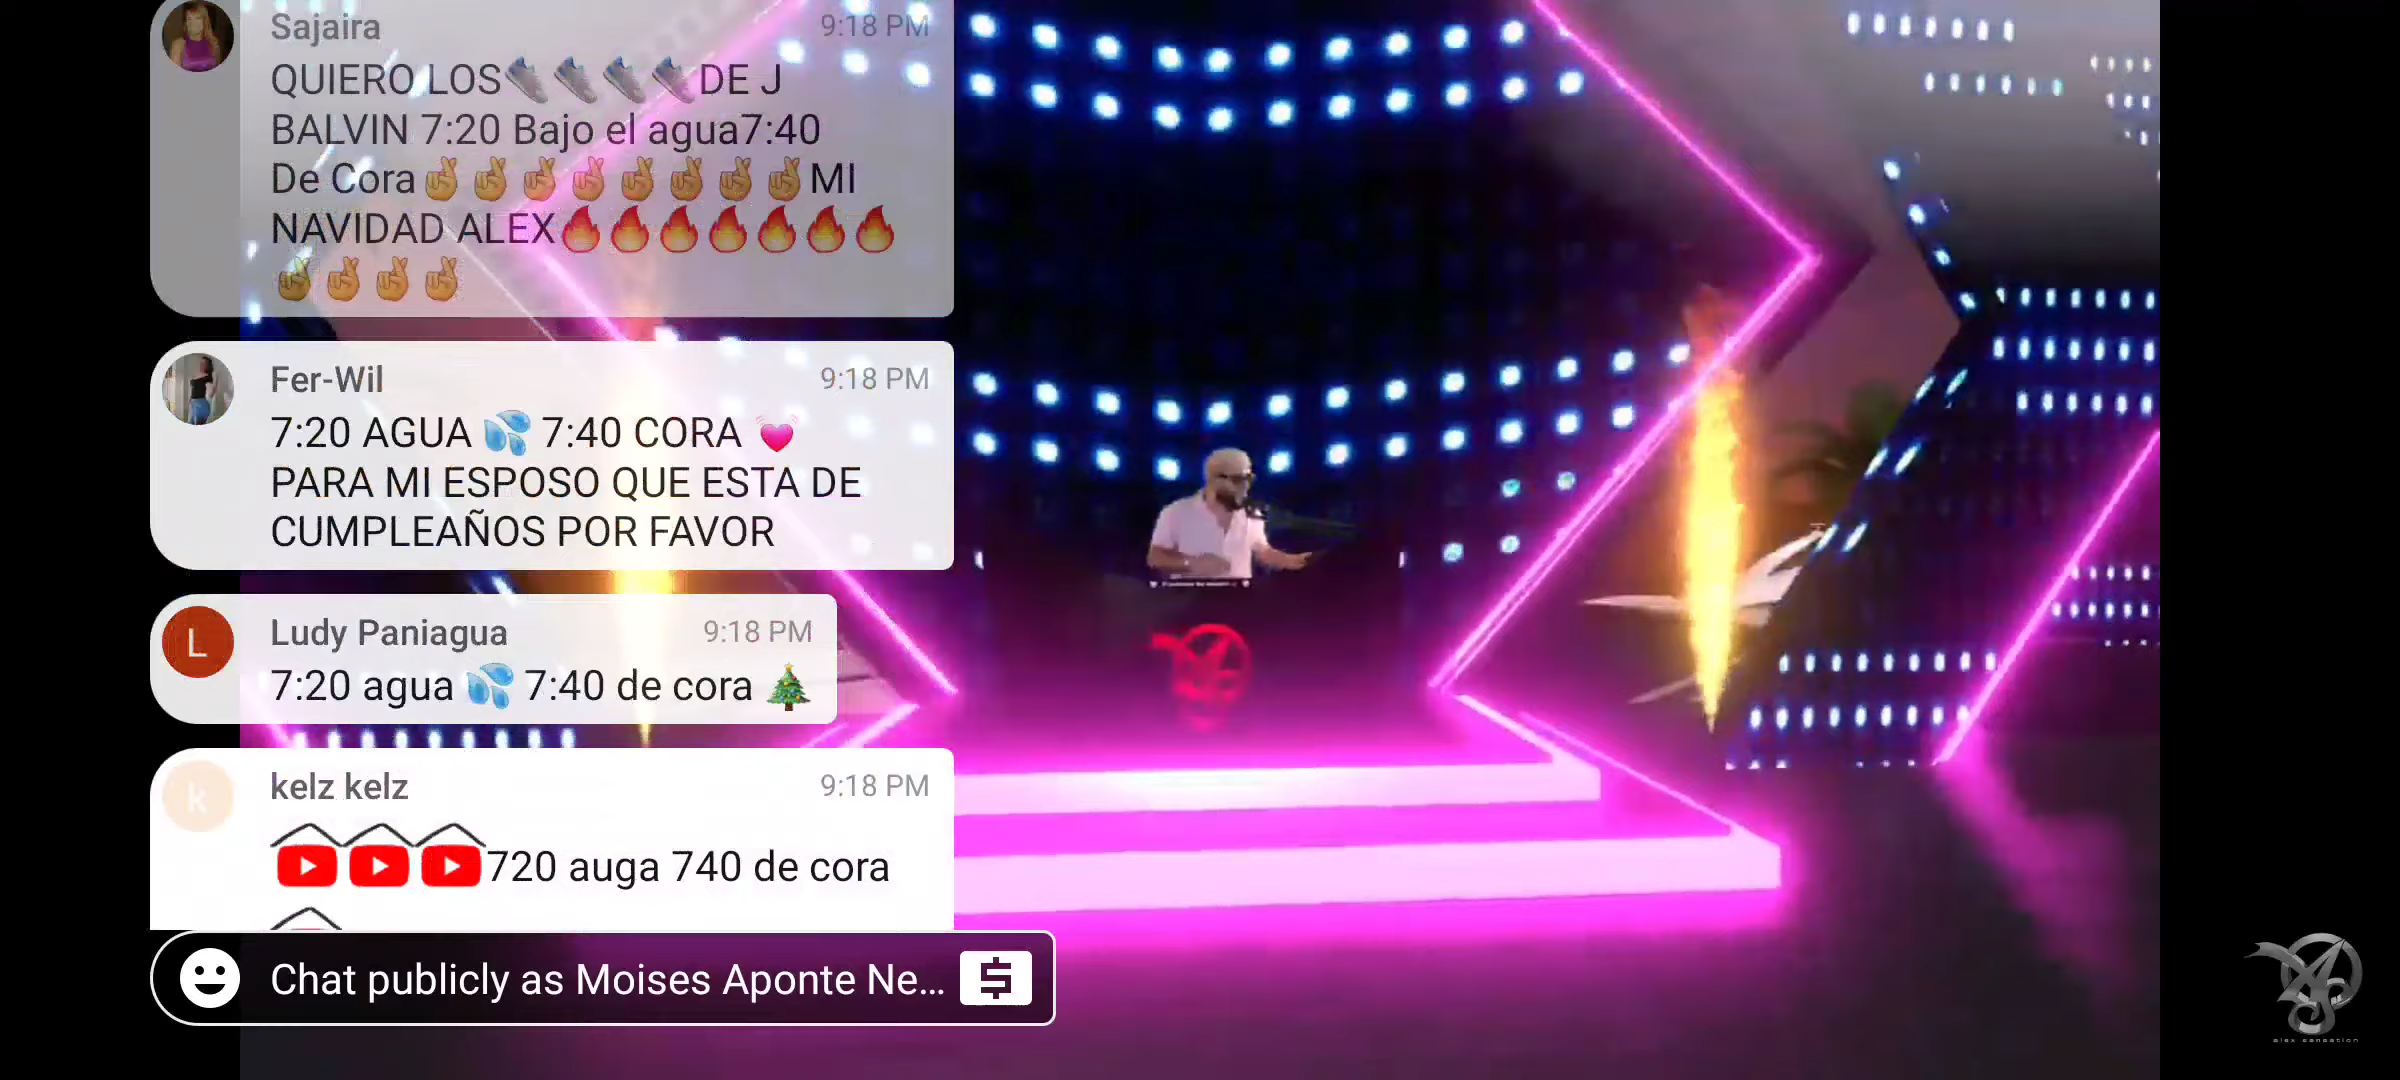 Sajaira 9:18 PM
QUIERO LOS👟👟👟👟DE J
BALVIN 7:20 Bajo el agua7:40
De Cora🤞🤞🤞🤞🤞🤞🤞🤞MI
NAVIDAD ALEX🔥🔥🔥🔥🔥🔥🔥
🤞🤞🤞🤞
Fer-Wil 9:18 PM
7:20 AGUA 💦 7:40 CORA 💓
PARA MI ESPOSO QUE ESTA DE
CUMPLEAÑOS POR FAVOR
L
Ludy Paniagua 9:18 PM
7:20 agua 💦 7:40 de cora 🎄
k
kelz kelz 9:18 PM
720 auga 740 de cora
Chat publicly as Moises Aponte Ne...
$
alex sensation